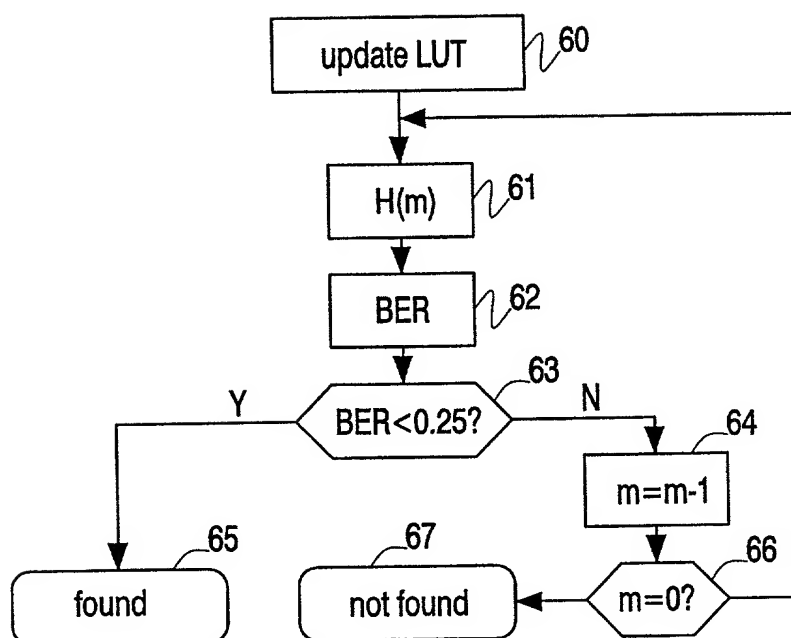 update LUT
60
H(m)
61
BER
62
63
Y
BER<0.25?
N
64
m=m-1
65
67
66
found
not found
m=0?